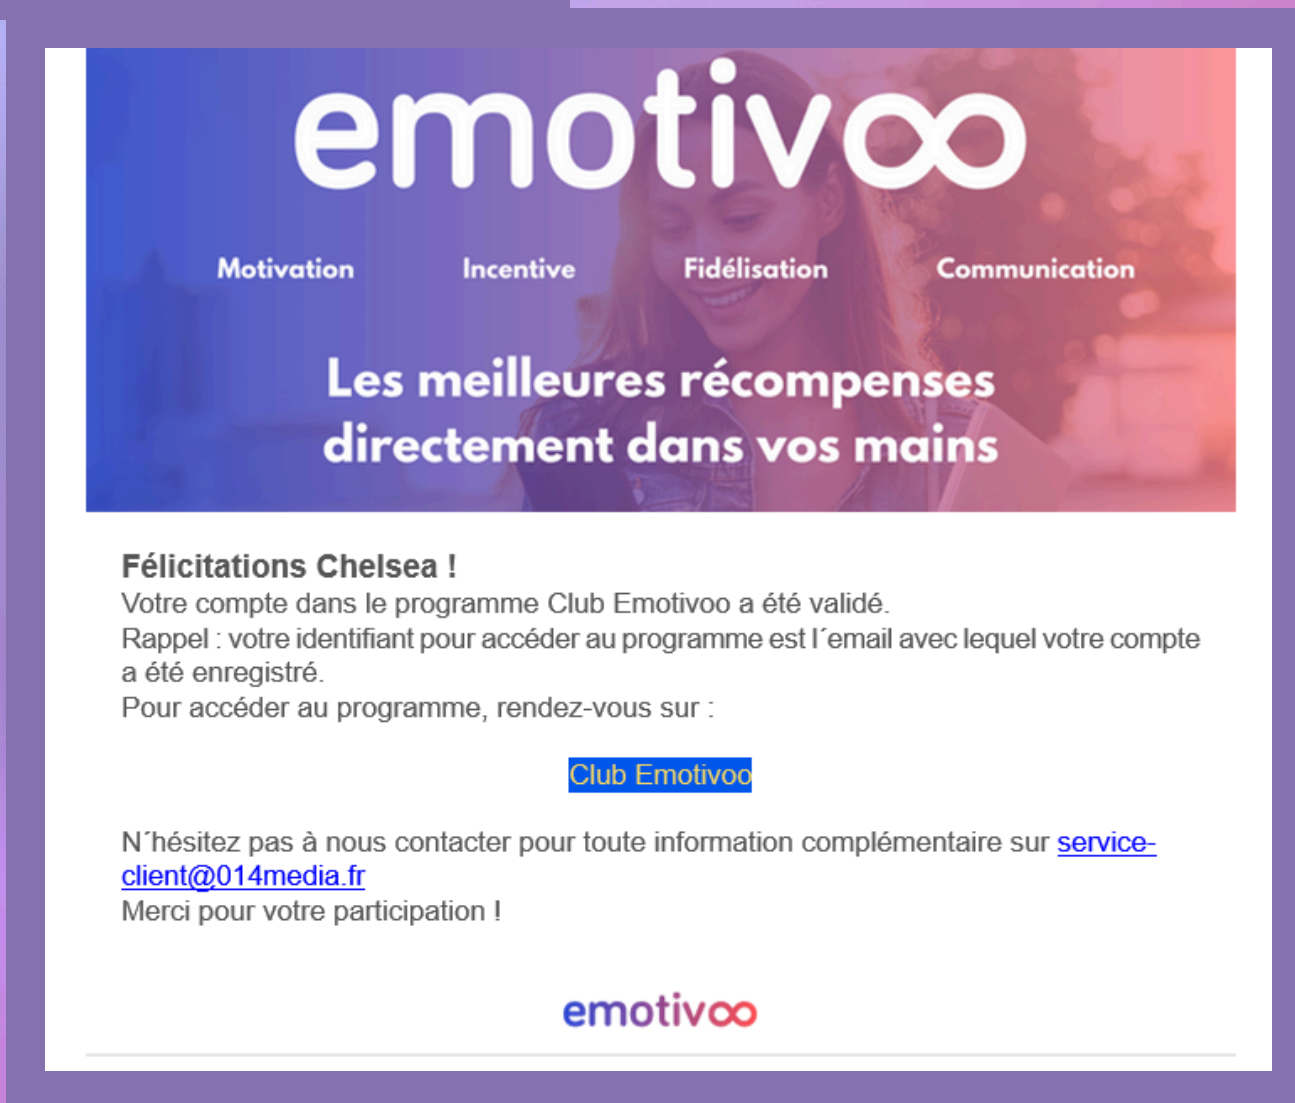 emotivoo
Motivation Incentive Fidélisation Communication
Les meilleures récompenses
directement dans vos mains
Félicitations Chelsea !
Votre compte dans le programme Club Emotivoo a été validé.
Rappel : votre identifiant pour accéder au programme est l´email avec lequel votre compte
a été enregistré.
Pour accéder au programme, rendez-vous sur :
Club Emotivoo
N´hésitez pas à nous contacter pour toute information complémentaire sur service-
client@014media.fr
Merci pour votre participation !
emotivoo